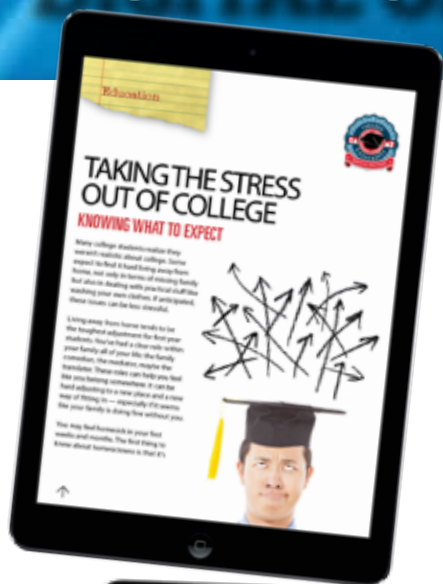 Education
TAKING THE STRESS
OUT OF COLLEGE
KNOWING WHAT TO EXPECT
Many college students realize they
weren't realistic about college. Some
expect to find it hard living away from
home, not only in terms of missing family
but also in dealing with practical stuff like
washing your own clothes. If anticipated,
these issues can be less stressful.
Living away from home tends to be
the toughest adjustment for first year
students. You've had a clear role within
your family all of your life: the family
comedian, the mediator, maybe the
translator. These roles can help you feel
like you belong somewhere. It can be
hard adjusting to a new place and a new
way of fitting in — especially if it seems
like your family is doing fine without you.
You may feel homesick in your first
weeks and months. The first thing to
know about homesickness is that it's